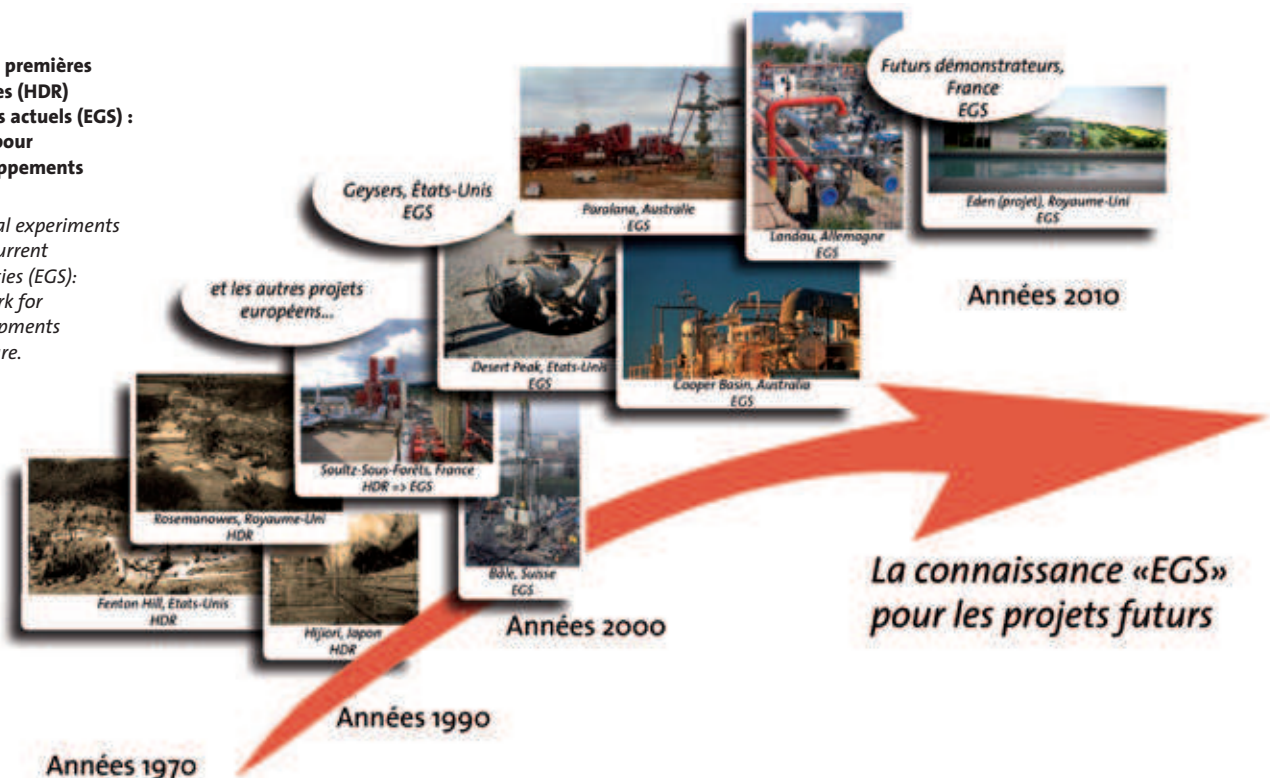 premières
es (HDR)
s actuels (EGS) :
pour
ppements
al experiments
urrent
ies (EGS):
rk for
pments
re.
Futurs démonstrateurs,
France
EGS
Geysers, États-Unis
EGS
Paralana, Australie
EGS
Landau, Allemagne
EGS
Eden (projet), Royaume-Uni
EGS
Années 2010
et les autres projets
européens...
Desert Peak, Etats-Unis
EGS
Cooper Basin, Australia
EGS
Soultz-Sous-Forêts, France
HDR => EGS
Rosemanowes, Royaume-Uni
HDR
Fenton Hill, Etats-Unis
HDR
Hijiori, Japon
HDR
Bâle, Suisse
EGS
La connaissance «EGS»
pour les projets futurs
Années 2000
Années 1990
Années 1970